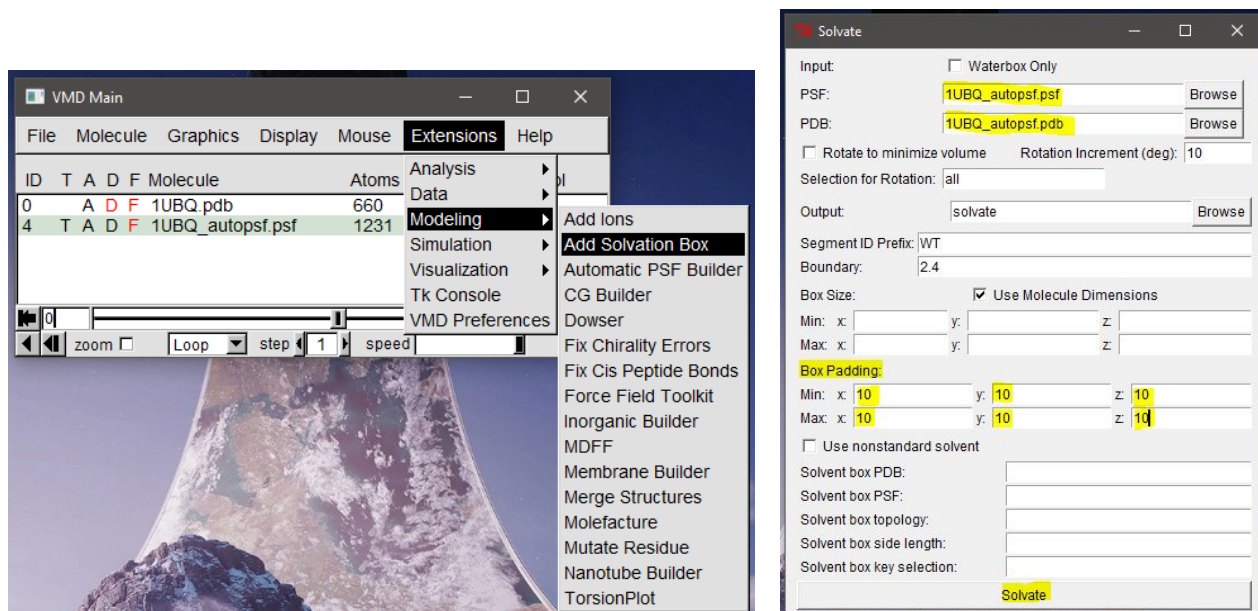 VMD Main
File Molecule Graphics Display Mouse Extensions Help
ID T A D F Molecule Atoms
0 A D F 1UBQ.pdb 660
4 T A D F 1UBQ_autopsf.psf 1231
0
zoom Loop step 1 speed
Analysis
Data
Modeling
Simulation
Visualization
Tk Console
VMD Preferences
Add Ions
Add Solvation Box
Automatic PSF Builder
CG Builder
Dowser
Fix Chirality Errors
Fix Cis Peptide Bonds
Force Field Toolkit
Inorganic Builder
MDFF
Membrane Builder
Merge Structures
Molefacture
Mutate Residue
Nanotube Builder
TorsionPlot
Solvate
Input: Waterbox Only
PSF: 1UBQ_autopsf.psf Browse
PDB: 1UBQ_autopsf.pdb Browse
Rotate to minimize volume Rotation Increment (deg): 10
Selection for Rotation: all
Output: solvate Browse
Segment ID Prefix: WT
Boundary: 2.4
Box Size: Use Molecule Dimensions
Min: x: y: z:
Max: x: y: z:
Box Padding:
Min: x: 10 y: 10 z: 10
Max: x: 10 y: 10 z: 10
Use nonstandard solvent
Solvent box PDB:
Solvent box PSF:
Solvent box topology:
Solvent box side length:
Solvent box key selection:
Solvate